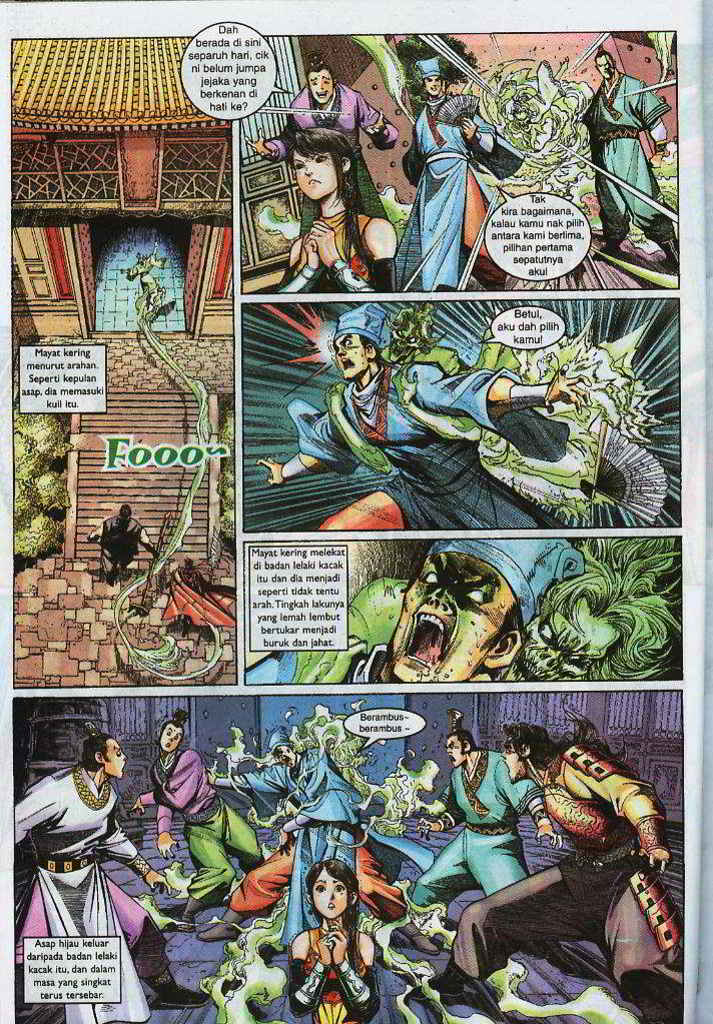 Dah
berada di sini
separuh hari, cik
ni belum jumpa
jejaka yang
berkenan di
hati ke?
Tak
kira bagaimana,
kalau kamu nak pilih
antara kami berlima,
pilihan pertama
sepatutnya
aku!
Mayat kering
menurut arahan.
Seperti kepulan
asap, dia memasuki
kuil itu.
Fooo~
Betul,
aku dah pilih
kamu!
Mayat kering melekat
di badan lelaki kacak
itu dan dia menjadi
seperti tidak tentu
arah. Tingkah lakunya
yang lemah lembut
bertukar menjadi
buruk dan jahat.
Berambus~
berambus ~
Asap hijau keluar
daripada badan lelaki
kacak itu, dan dalam
masa yang singkat
terus tersebar.